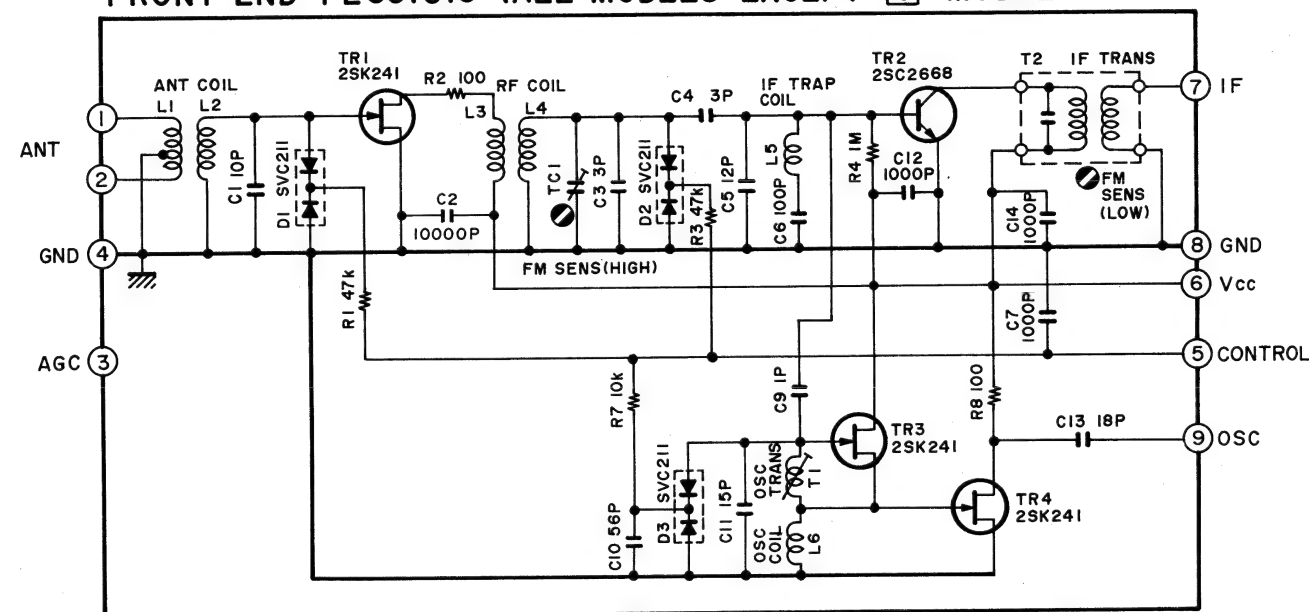 TR1
2SK241
R2 100
RF COIL
L3
L4
ANT COIL
L1
L2
IF TRAP
COIL
C4 3P
TR2
2SC2668
T2
IF TRANS
1
ANT
2
C1 10P
D1 SVC211
C2
10000P
TC1
C3 3P
D2 SVC211
R3 47k
C5 12P
L5
C6 100P
R4 1M
C12
1000P
C14
1000P
FM
SENS
(LOW)
7 IF
GND 4
FM SENS(HIGH)
8 GND
6 Vcc
R1 47k
C7
1000P
AGC 3
5 CONTROL
R7 10k
C9 1P
R8 100
TR3
2SK241
C13 18P
9 OSC
C10 56P
D3 SVC211
C11 15P
OSC
TRANS
T1
OSC
COIL
L6
TR4
2SK241